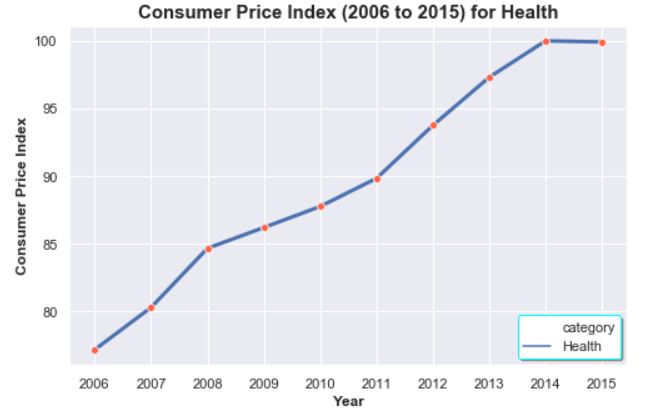 Consumer Price Index (2006 to 2015) for Health
100
95
90
85
80
Consumer Price Index
category
Health
2006 2007 2008 2009 2010 2011 2012 2013 2014 2015
Year